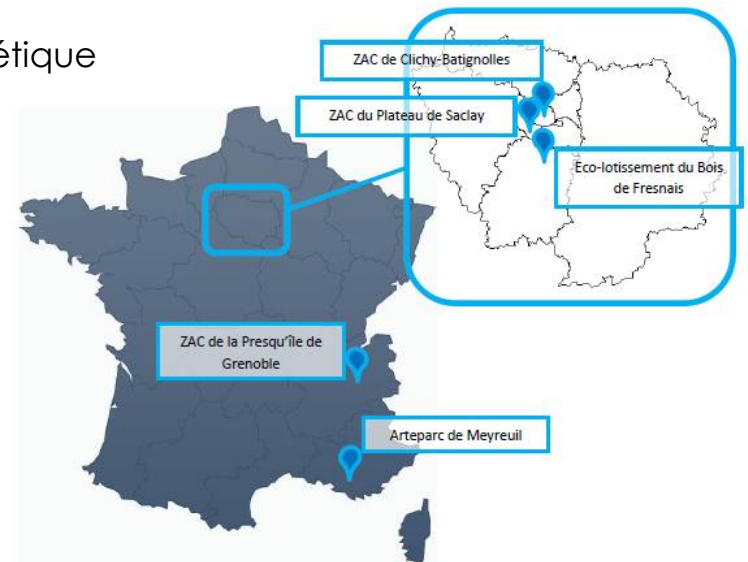 étique
ZAC de Clichy-Batignolles
ZAC du Plateau de Saclay
Eco-lotissement du Bois
de Fresnais
ZAC de la Presqu’île de
Grenoble
Arteparc de Meyreuil